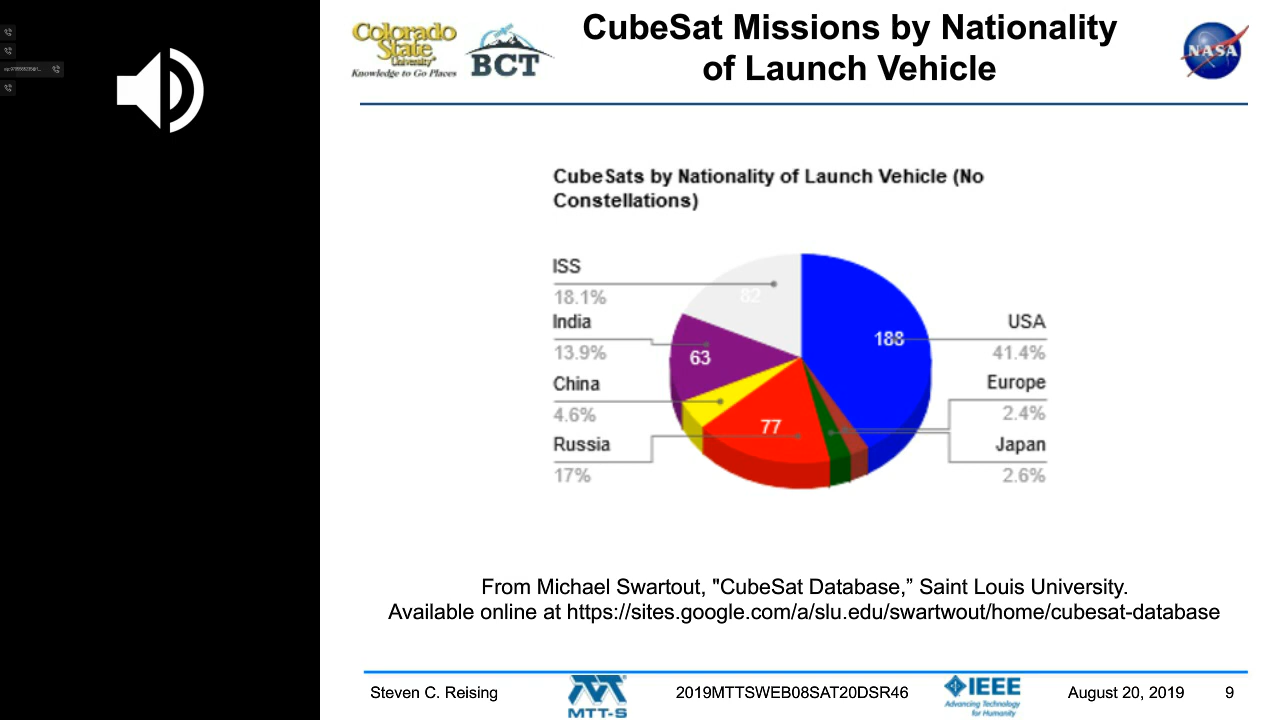 Colorado
State
University
Knowledge to Go Places
BCT
CubeSat Missions by Nationality
of Launch Vehicle
NASA
CubeSats by Nationality of Launch Vehicle (No
Constellations)
ISS
18.1%
India
13.9%
China
4.6%
Russia
17%
82
63
77
188
USA
41.4%
Europe
2.4%
Japan
2.6%
From Michael Swartout, "CubeSat Database,” Saint Louis University.
Available online at https://sites.google.com/a/slu.edu/swartwout/home/cubesat-database
Steven C. Reising
MTT-S
2019MTTSWEB08SAT20DSR46
IEEE
Advancing Technology
for Humanity
August 20, 2019
9